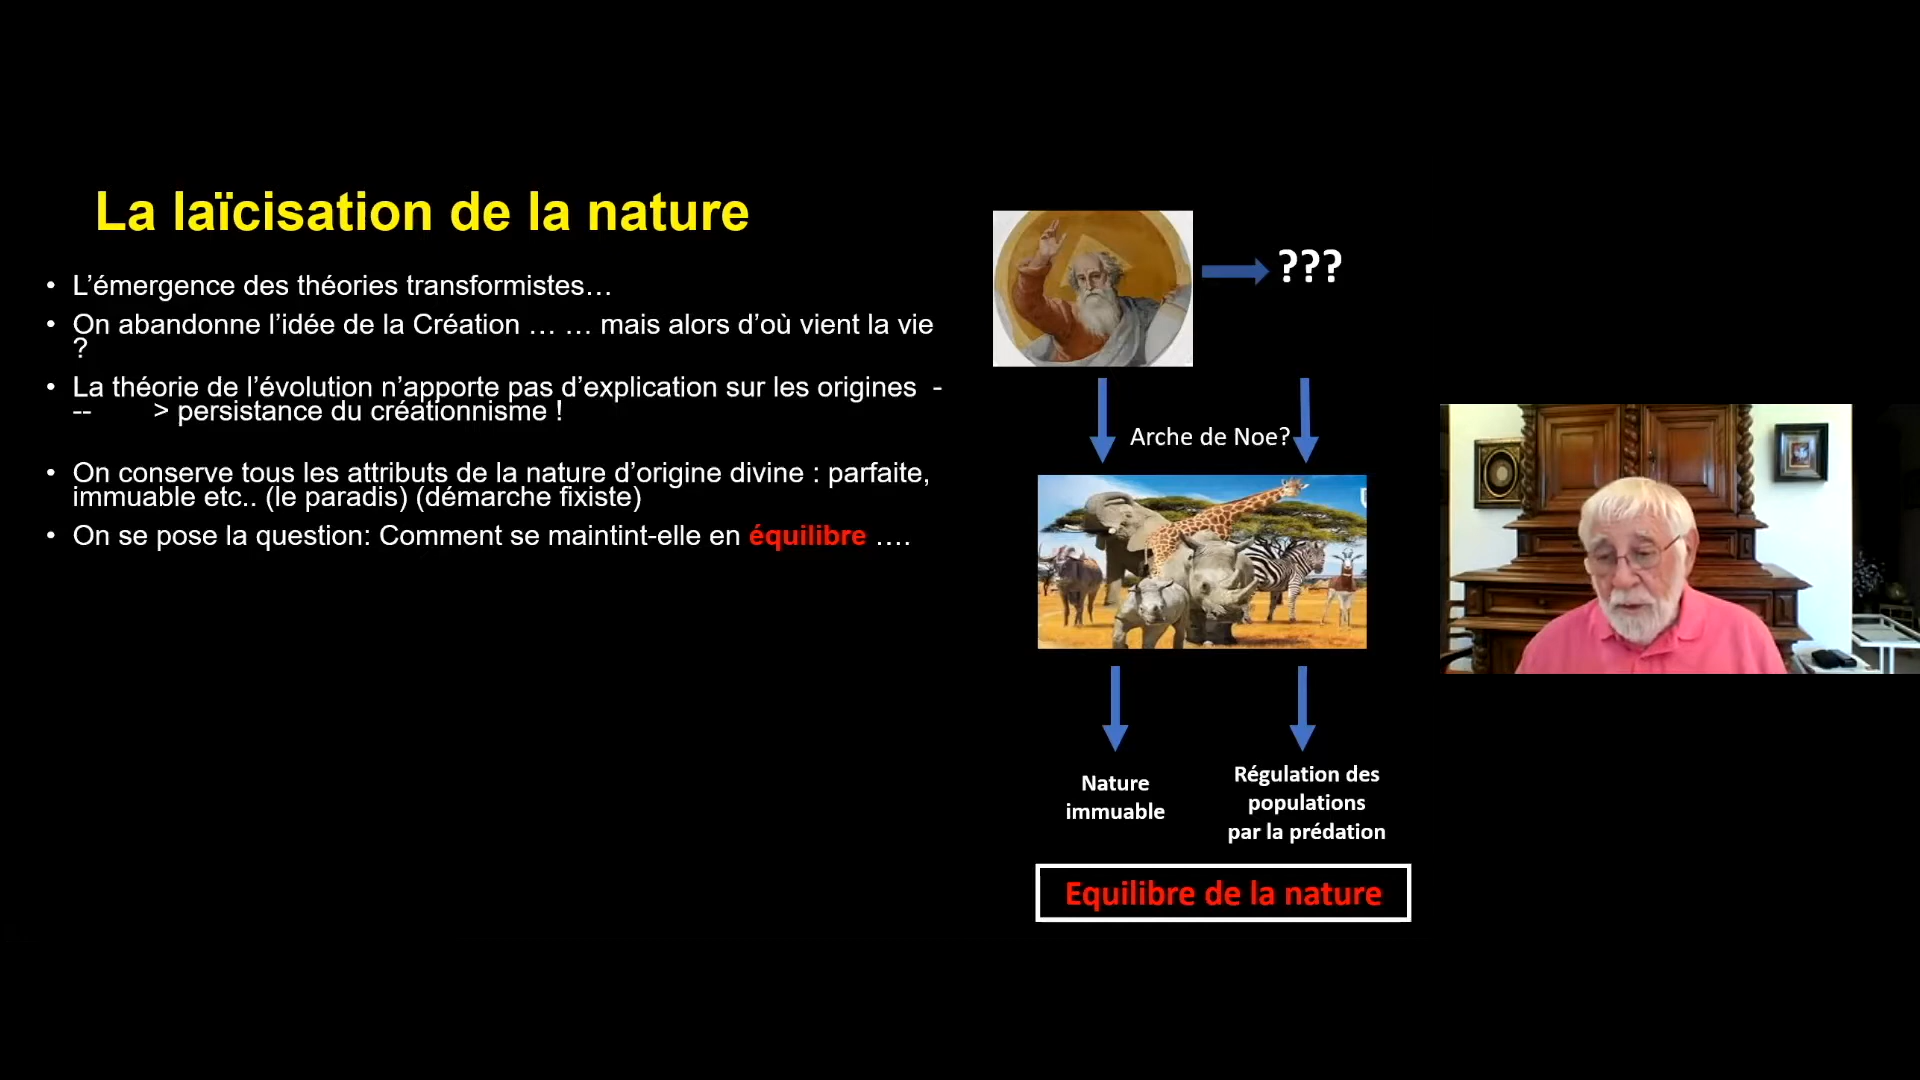 La laïcisation de la nature
• L’émergence des théories transformistes…
• On abandonne l’idée de la Création … … mais alors d’où vient la vie
?
• La théorie de l’évolution n’apporte pas d’explication sur les origines -
-- > persistance du créationnisme !
• On conserve tous les attributs de la nature d’origine divine : parfaite,
immuable etc.. (le paradis) (démarche fixiste)
• On se pose la question: Comment se maintint-elle en équilibre ….
???
Arche de Noe?
Nature
immuable
Régulation des
populations
par la prédation
Equilibre de la nature